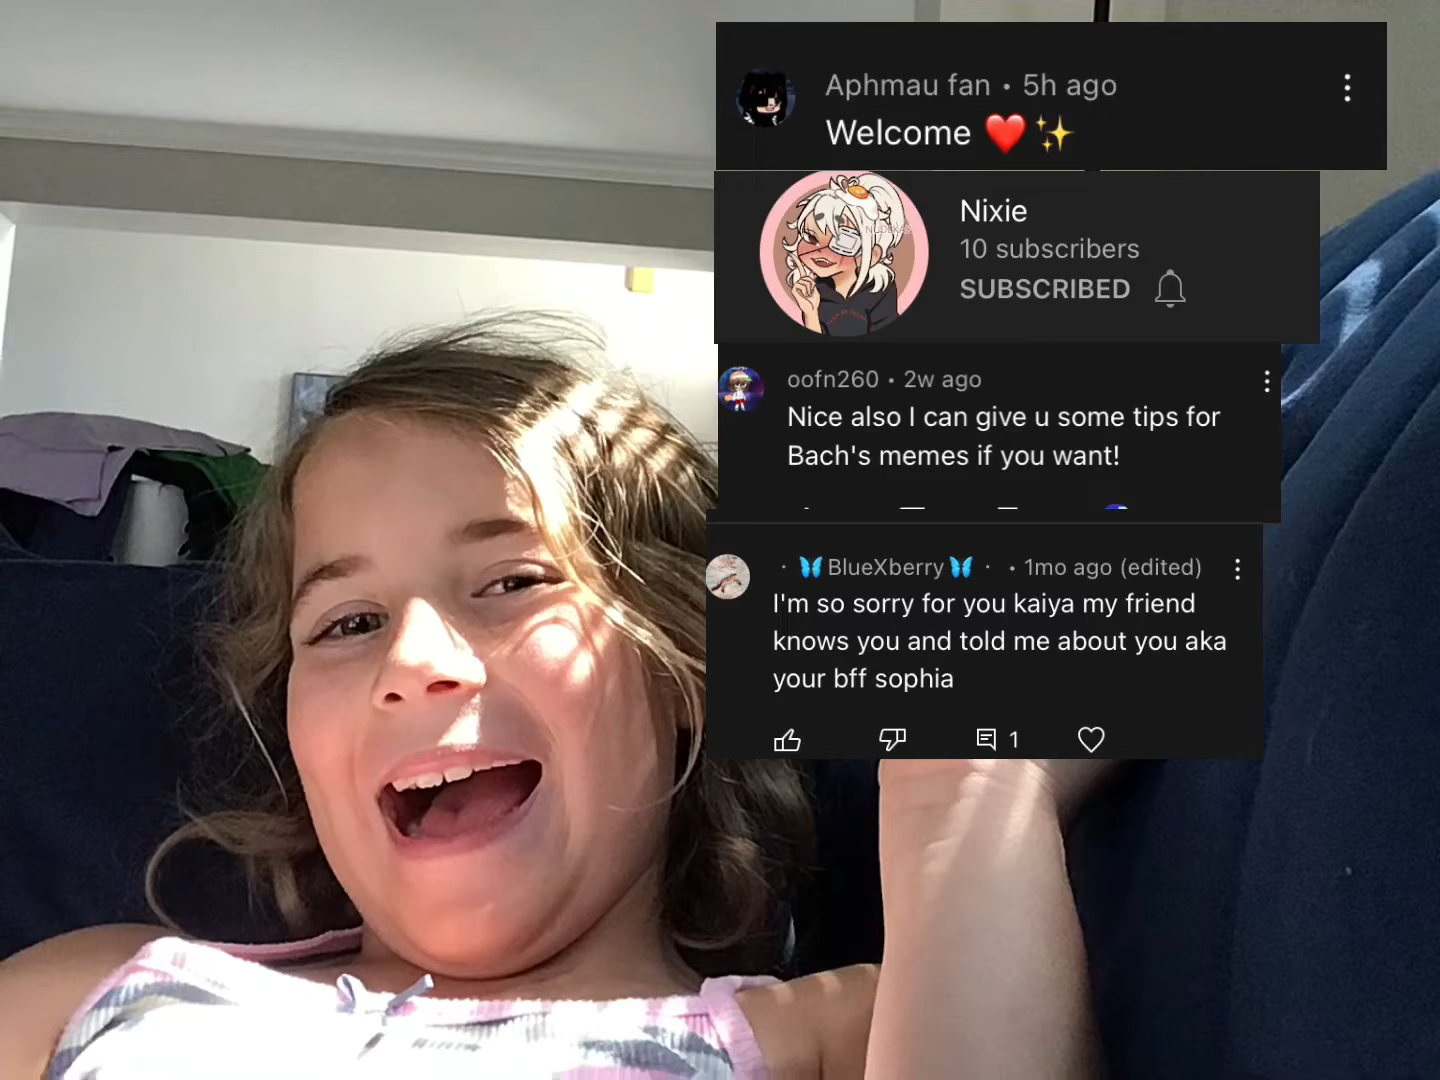 Aphmau fan • 5h ago
Welcome ❤️✨
Nixie
10 subscribers
SUBSCRIBED
oofn260 • 2w ago
Nice also I can give u some tips for
Bach's memes if you want!
· 🦋BlueXberry🦋 · • 1mo ago (edited)
I'm so sorry for you kaiya my friend
knows you and told me about you aka
your bff sophia
1